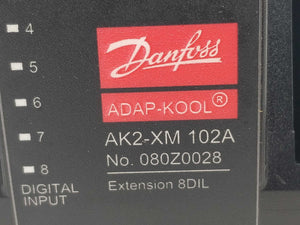 4
5
6
7
8
DIGITAL
INPUT
Danfoss
ADAP-KOOL®
AK2-XM 102A
No. 080Z0028
Extension 8DIL